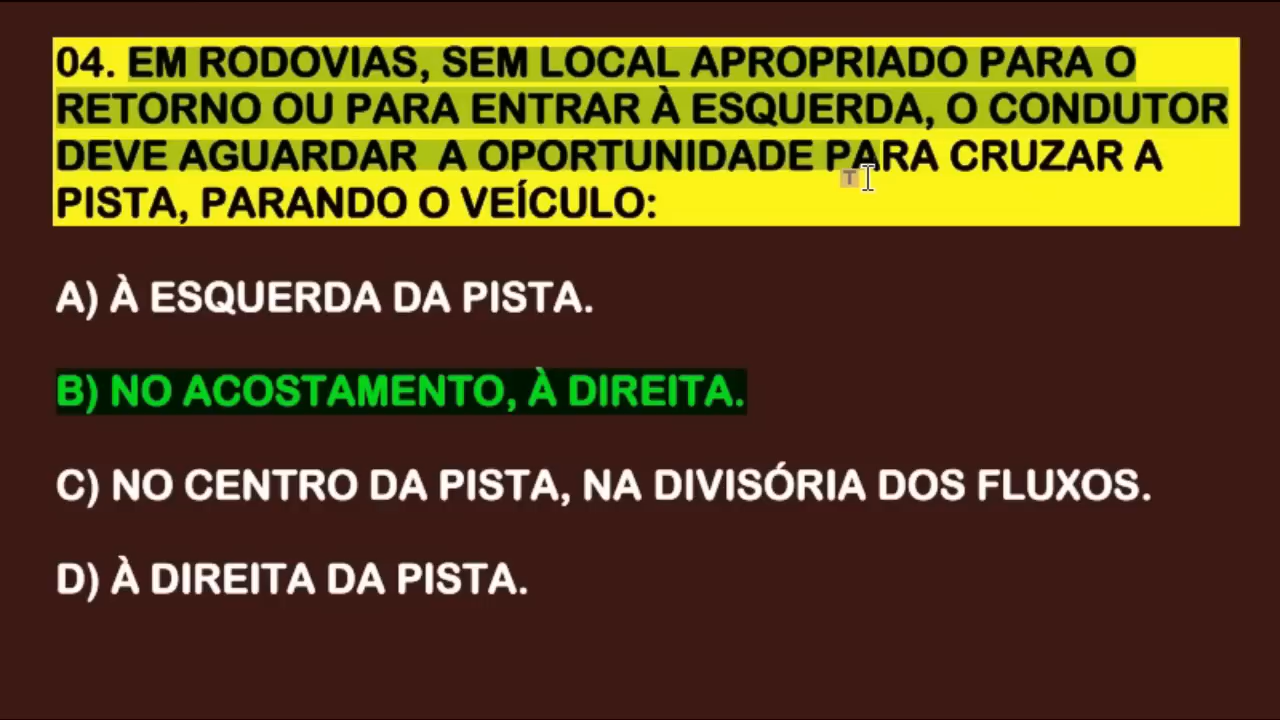 04. EM RODOVIAS, SEM LOCAL APROPRIADO PARA O
RETORNO OU PARA ENTRAR À ESQUERDA, O CONDUTOR
DEVE AGUARDAR A OPORTUNIDADE PARA CRUZAR A
PISTA, PARANDO O VEÍCULO:
A) À ESQUERDA DA PISTA.
B) NO ACOSTAMENTO, À DIREITA.
C) NO CENTRO DA PISTA, NA DIVISÓRIA DOS FLUXOS.
D) À DIREITA DA PISTA.